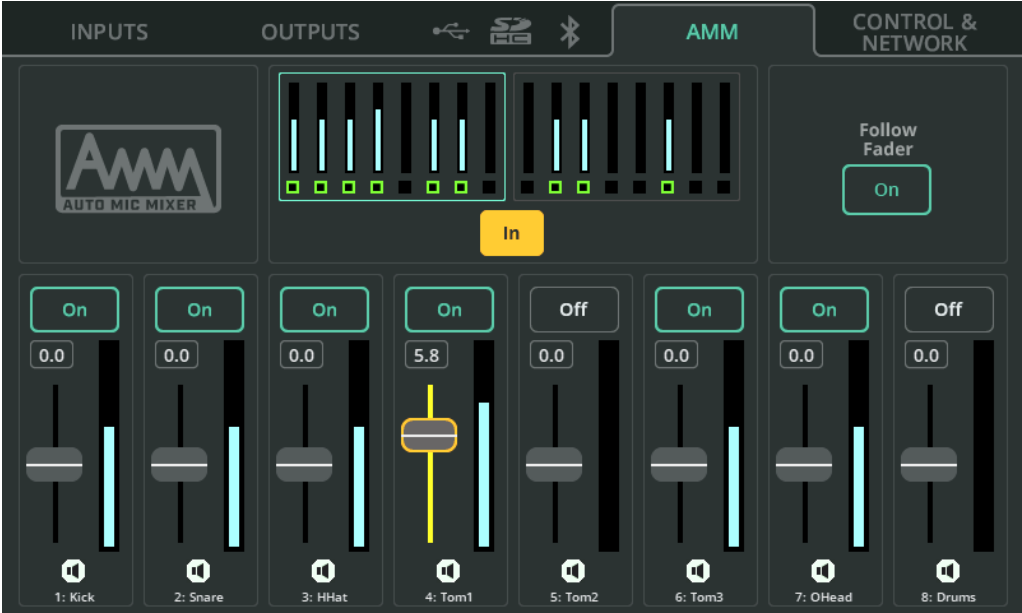 INPUTS
OUTPUTS
SD
HC
AMM
CONTROL &
NETWORK
AMM
AUTO MIC MIXER
In
Follow
Fader
On
On
On
On
On
Off
On
On
Off
0.0
0.0
0.0
5.8
0.0
0.0
0.0
0.0
1: Kick
2: Snare
3: HHat
4: Tom1
5: Tom2
6: Tom3
7: OHead
8: Drums